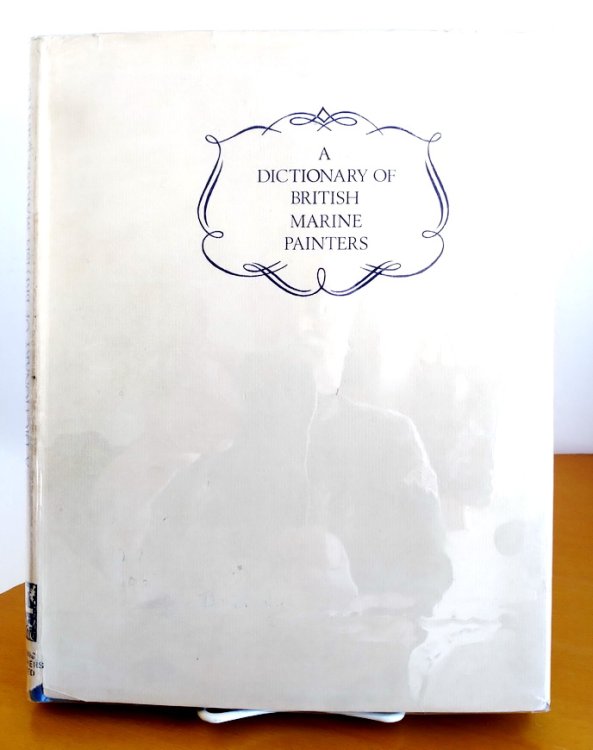 A
DICTIONARY OF
BRITISH
MARINE
PAINTERS